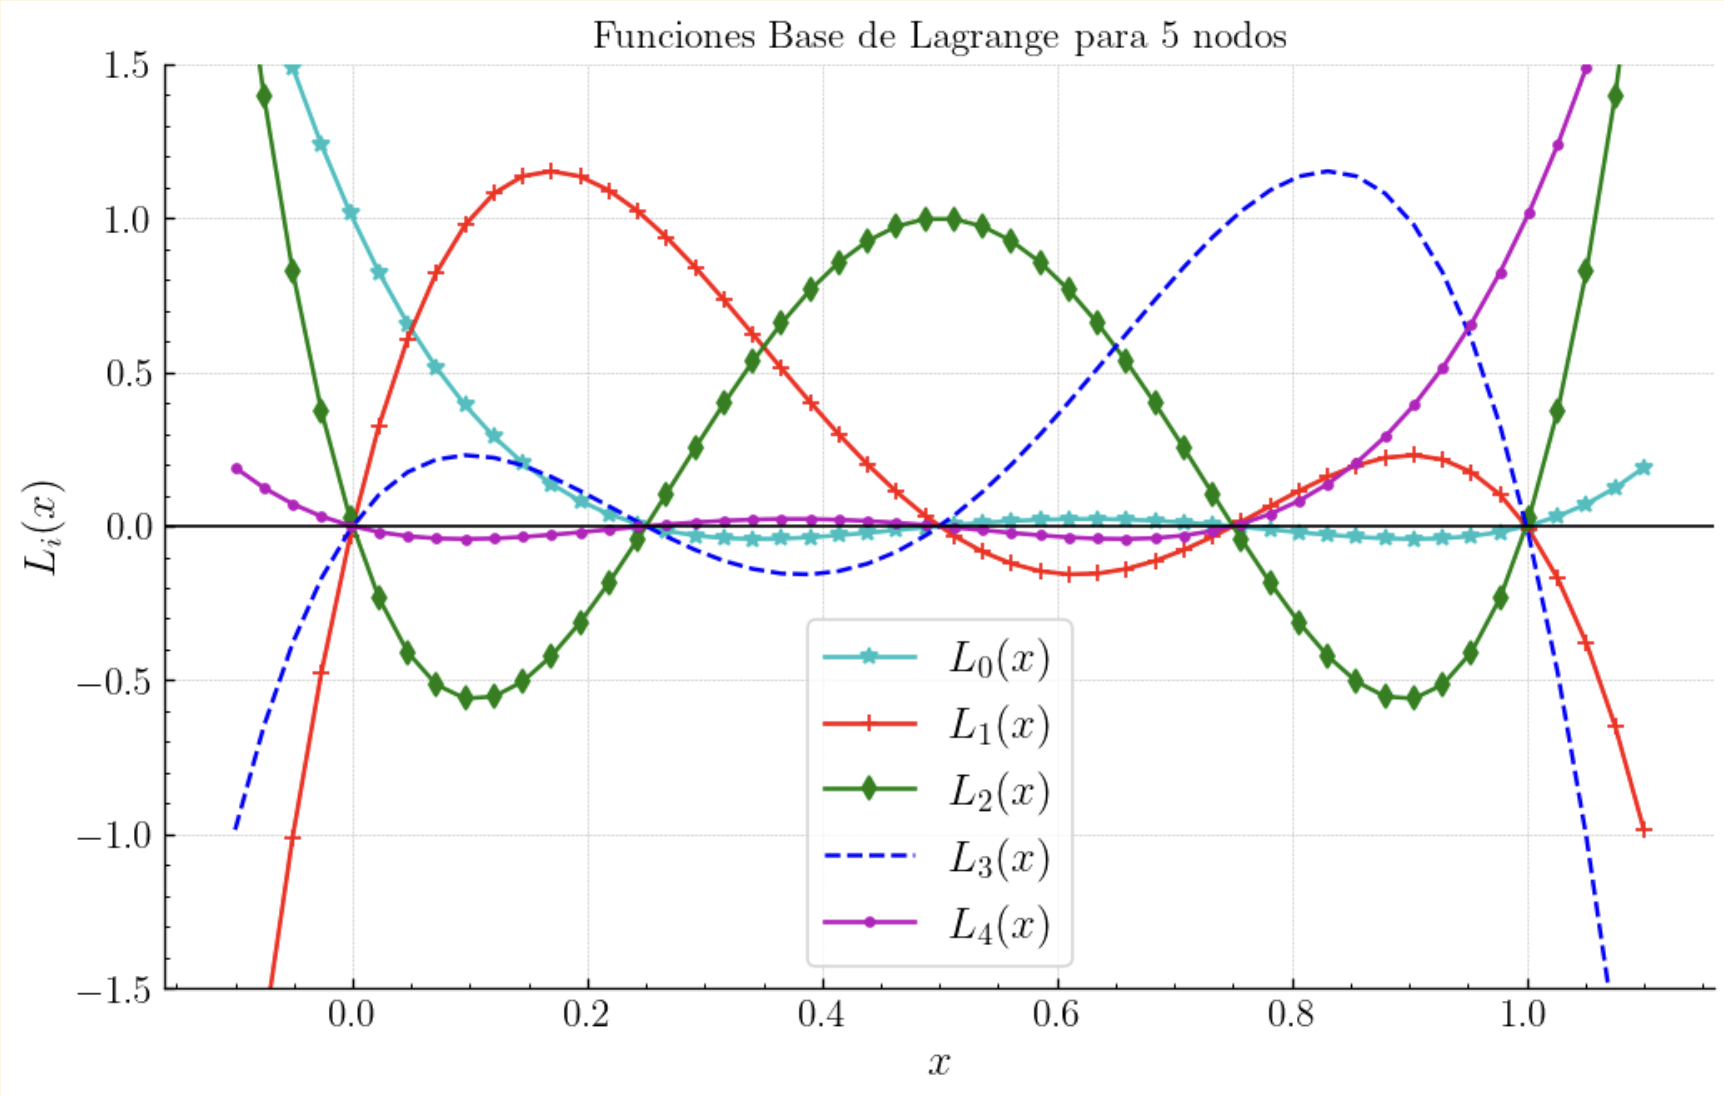 Funciones Base de Lagrange para 5 nodos
1.5
1.0
0.5
0.0
−0.5
−1.0
−1.5
L_i(x)
L_0(x)
L_1(x)
L_2(x)
L_3(x)
L_4(x)
0.0 0.2 0.4 0.6 0.8 1.0
x